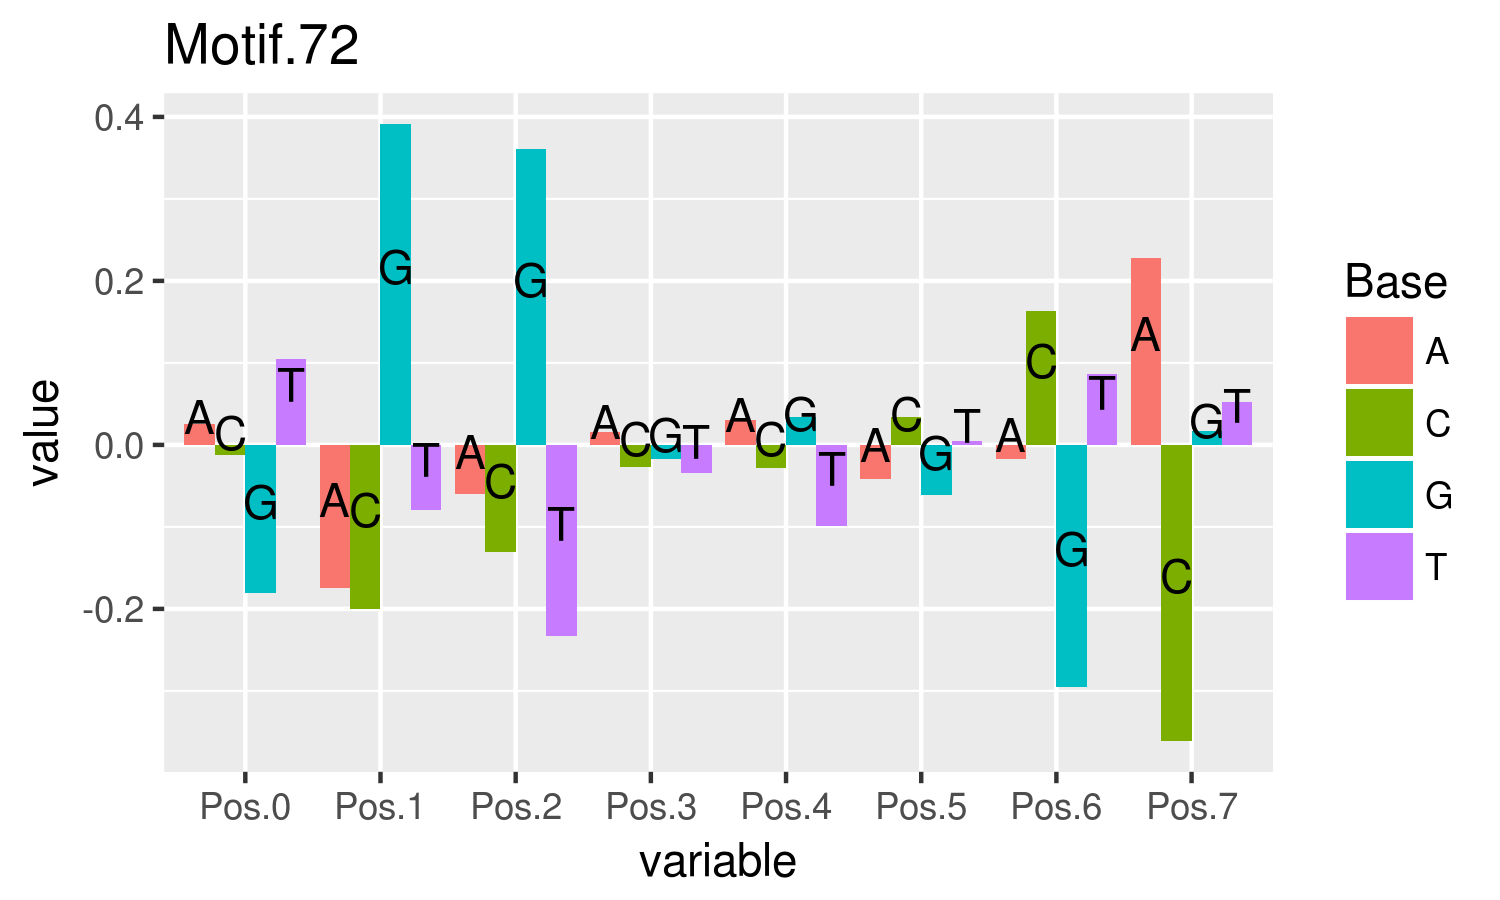 Motif.72
0.4
0.2
0.0
-0.2
value
A C G T
A C G T
A C G T
A C G T
A C G T
A C G T
A C G T
A C G T
Pos.0 Pos.1 Pos.2 Pos.3 Pos.4 Pos.5 Pos.6 Pos.7
variable
Base
A
C
G
T